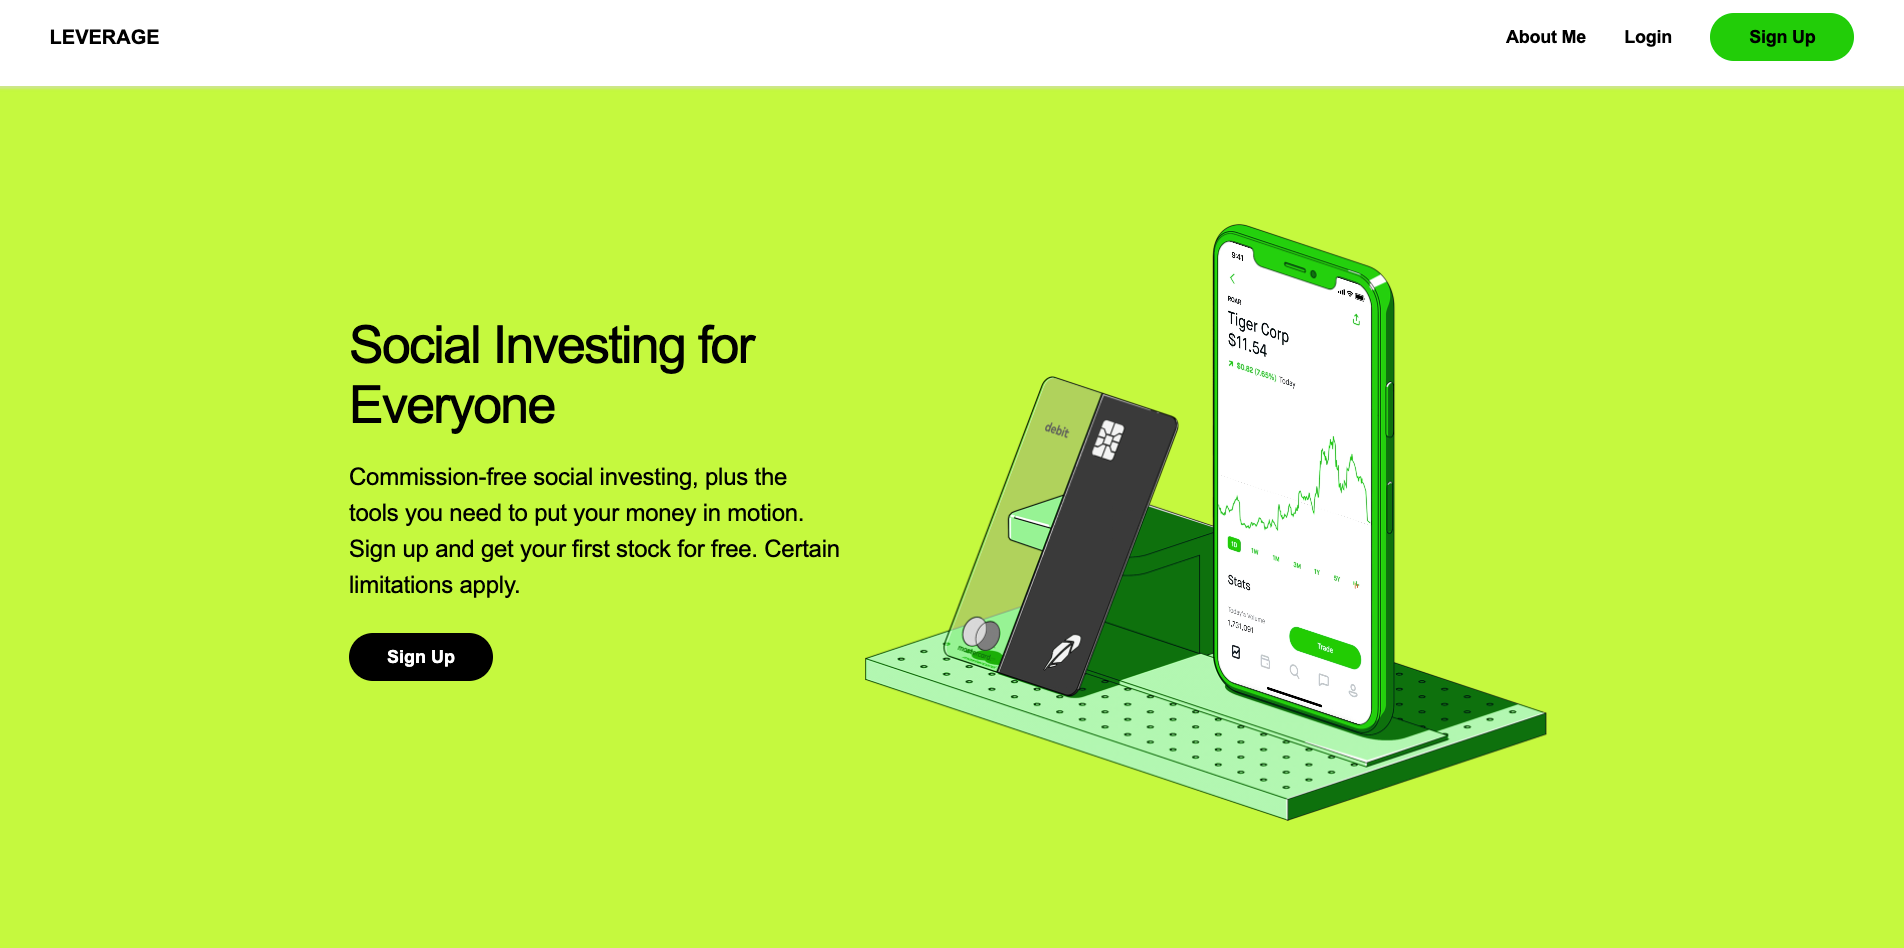 LEVERAGE
About Me
Login
Sign Up
Social Investing for
Everyone
Commission-free social investing, plus the
tools you need to put your money in motion.
Sign up and get your first stock for free. Certain
limitations apply.
Sign Up
debit
9:41
ROAR
Tiger Corp
$11.54
$0.82 (7.65%) Today
1D 1W 1M 3M 1Y 5Y
Stats
Today's Volume
1,731,091
Trade